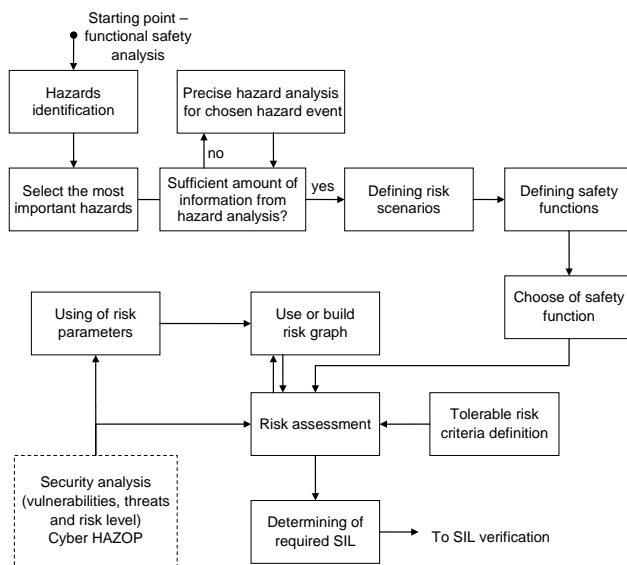 Starting point –
functional safety
analysis
Hazards
identification
Precise hazard analysis
for chosen hazard event
no
Select the most
important hazards
Sufficient amount of
information from
hazard analysis?
yes
Defining risk
scenarios
Defining safety
functions
Using of risk
parameters
Use or build
risk graph
Choose of safety
function
Risk assessment
Tolerable risk
criteria definition
Security analysis
(vulnerabilities, threats
and risk level)
Cyber HAZOP
Determining of
required SIL
To SIL verification